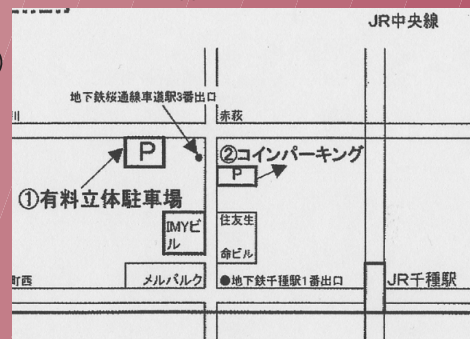 JR中央線
地下鉄桜通線車道駅3番出口
川
赤萩
P
②コインパーキング
P
①有料立体駐車場
IMYビ
ル
住友生
命ビル
町西
メルパルク
●地下鉄千種駅1番出口
JR千種駅